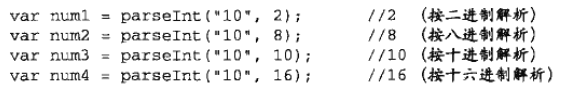 var num1 = parseInt("10", 2);    //2 (按二进制解析)
var num2 = parseInt("10", 8);    //8 (按八进制解析)
var num3 = parseInt("10", 10);   //10 (按十进制解析)
var num4 = parseInt("10", 16);   //16 (按十六进制解析)